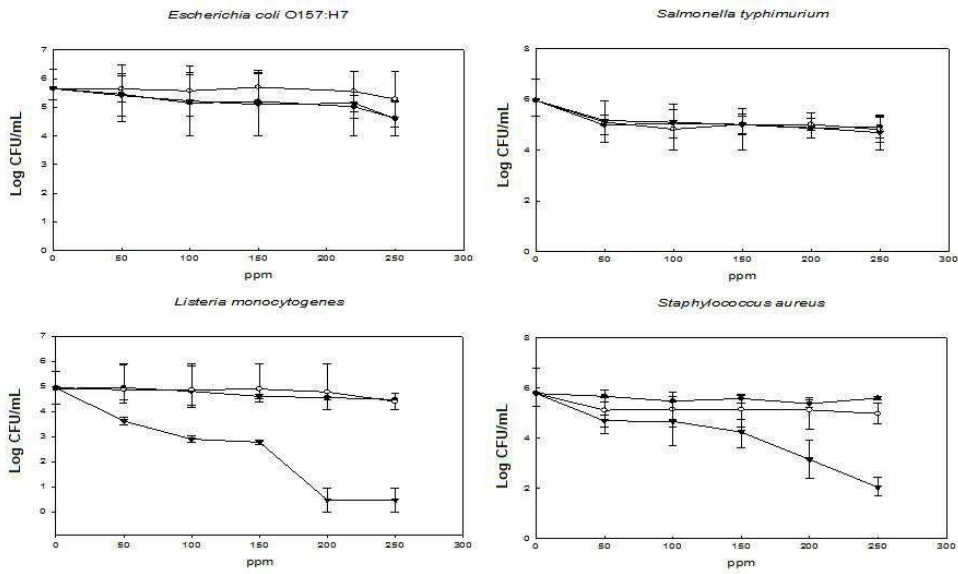 Escherichia coli O157:H7
Log CFU/mL
7
6
5
4
3
2
1
0
0 50 100 150 200 250 300
ppm
Salmonella typhimurium
Log CFU/mL
8
6
4
2
0
0 50 100 150 200 250 300
ppm
Listeria monocytogenes
Log CFU/mL
7
6
5
4
3
2
1
0
0 50 100 150 200 250 300
ppm
Staphylococcus aureus
Log CFU/mL
8
6
4
2
0
0 50 100 150 200 250 300
ppm